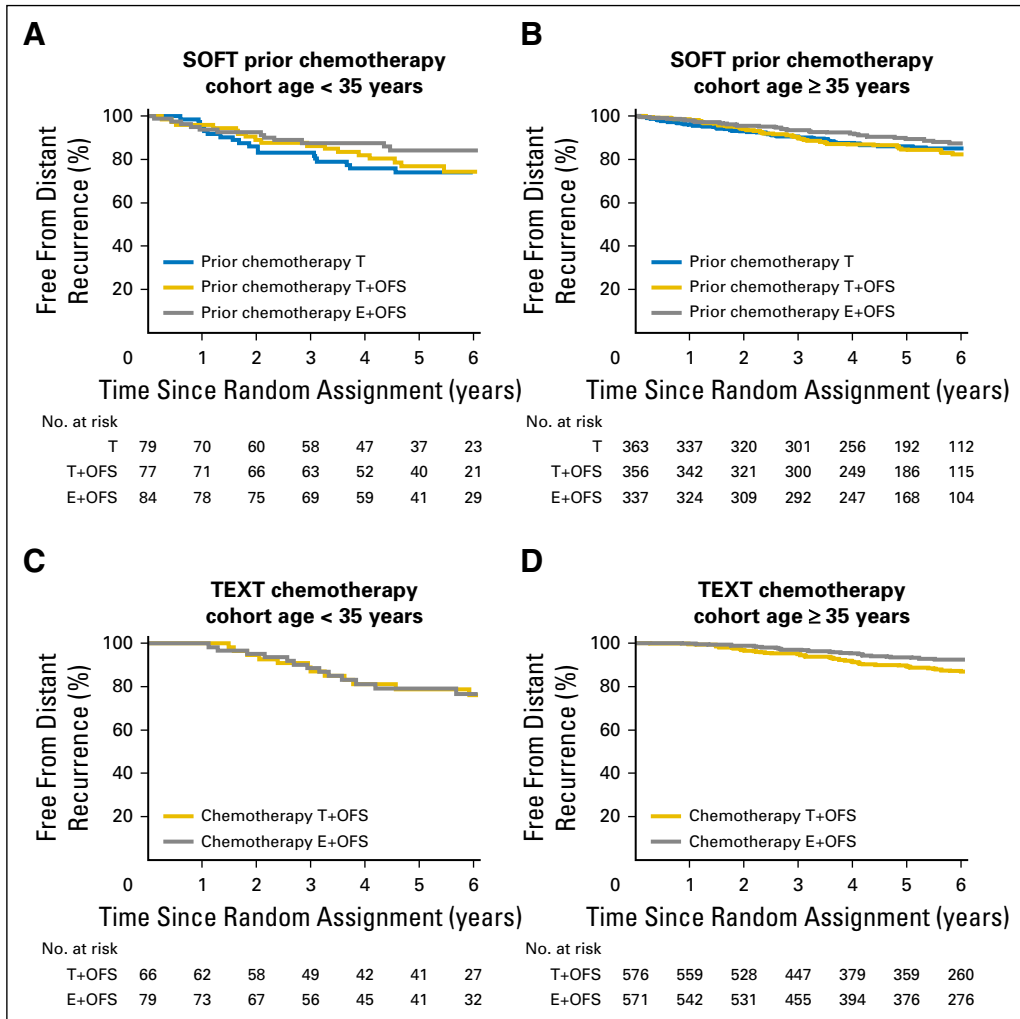 A
SOFT prior chemotherapy
cohort age < 35 years
Free From Distant
Recurrence (%)
100
80
60
40
20
Prior chemotherapy T
Prior chemotherapy T+OFS
Prior chemotherapy E+OFS
0 1 2 3 4 5 6
Time Since Random Assignment (years)
No. at risk
T 79 70 60 58 47 37 23
T+OFS 77 71 66 63 52 40 21
E+OFS 84 78 75 69 59 41 29
B
SOFT prior chemotherapy
cohort age ≥ 35 years
Free From Distant
Recurrence (%)
100
80
60
40
20
Prior chemotherapy T
Prior chemotherapy T+OFS
Prior chemotherapy E+OFS
0 1 2 3 4 5 6
Time Since Random Assignment (years)
No. at risk
T 363 337 320 301 256 192 112
T+OFS 356 342 321 300 249 186 115
E+OFS 337 324 309 292 247 168 104
C
TEXT chemotherapy
cohort age < 35 years
Free From Distant
Recurrence (%)
100
80
60
40
20
Chemotherapy T+OFS
Chemotherapy E+OFS
0 1 2 3 4 5 6
Time Since Random Assignment (years)
No. at risk
T+OFS 66 62 58 49 42 41 27
E+OFS 79 73 67 56 45 41 32
D
TEXT chemotherapy
cohort age ≥ 35 years
Free From Distant
Recurrence (%)
100
80
60
40
20
Chemotherapy T+OFS
Chemotherapy E+OFS
0 1 2 3 4 5 6
Time Since Random Assignment (years)
No. at risk
T+OFS 576 559 528 447 379 359 260
E+OFS 571 542 531 455 394 376 276